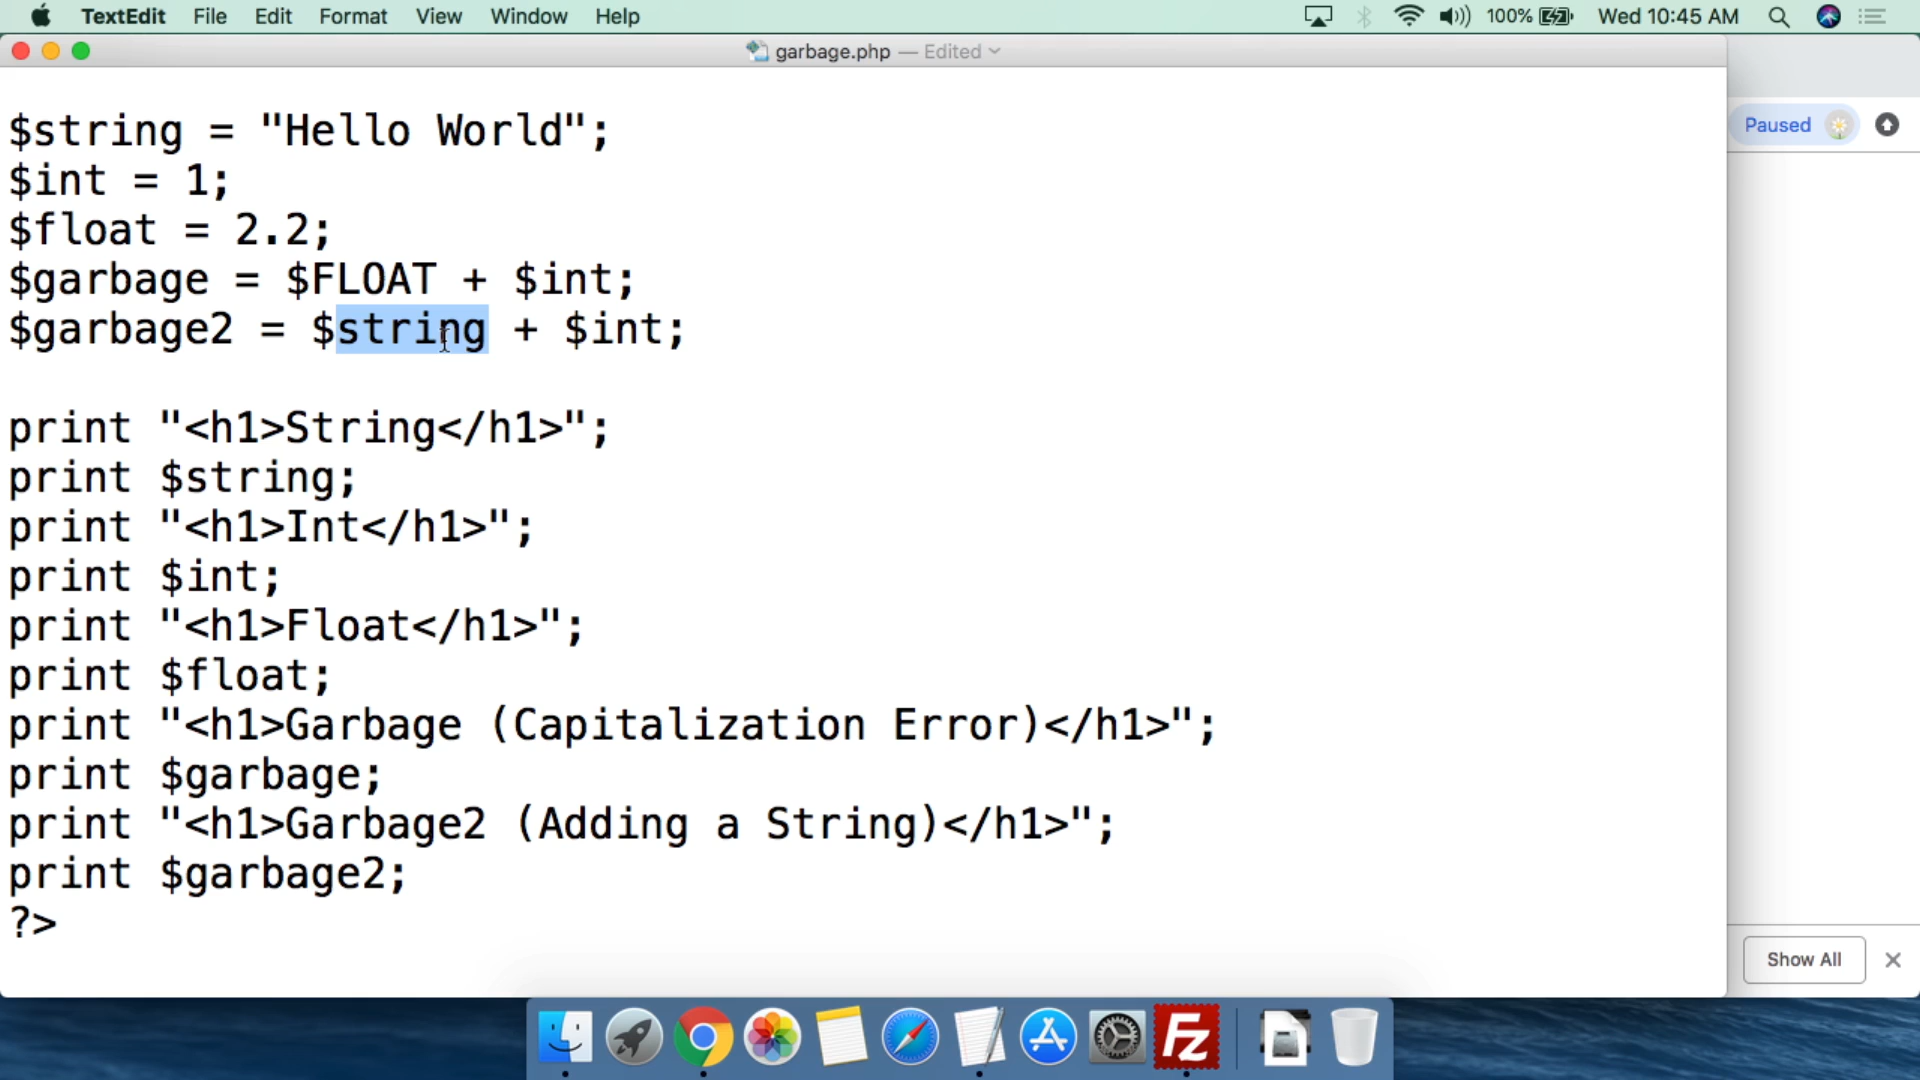 TextEdit File Edit Format View Window Help 100% Wed 10:45 AM
garbage.php — Edited
Paused
$string = "Hello World";
$int = 1;
$float = 2.2;
$garbage = $FLOAT + $int;
$garbage2 = $string + $int;
print "<h1>String</h1>";
print $string;
print "<h1>Int</h1>";
print $int;
print "<h1>Float</h1>";
print $float;
print "<h1>Garbage (Capitalization Error)</h1>";
print $garbage;
print "<h1>Garbage2 (Adding a String)</h1>";
print $garbage2;
?>
Show All
Fz